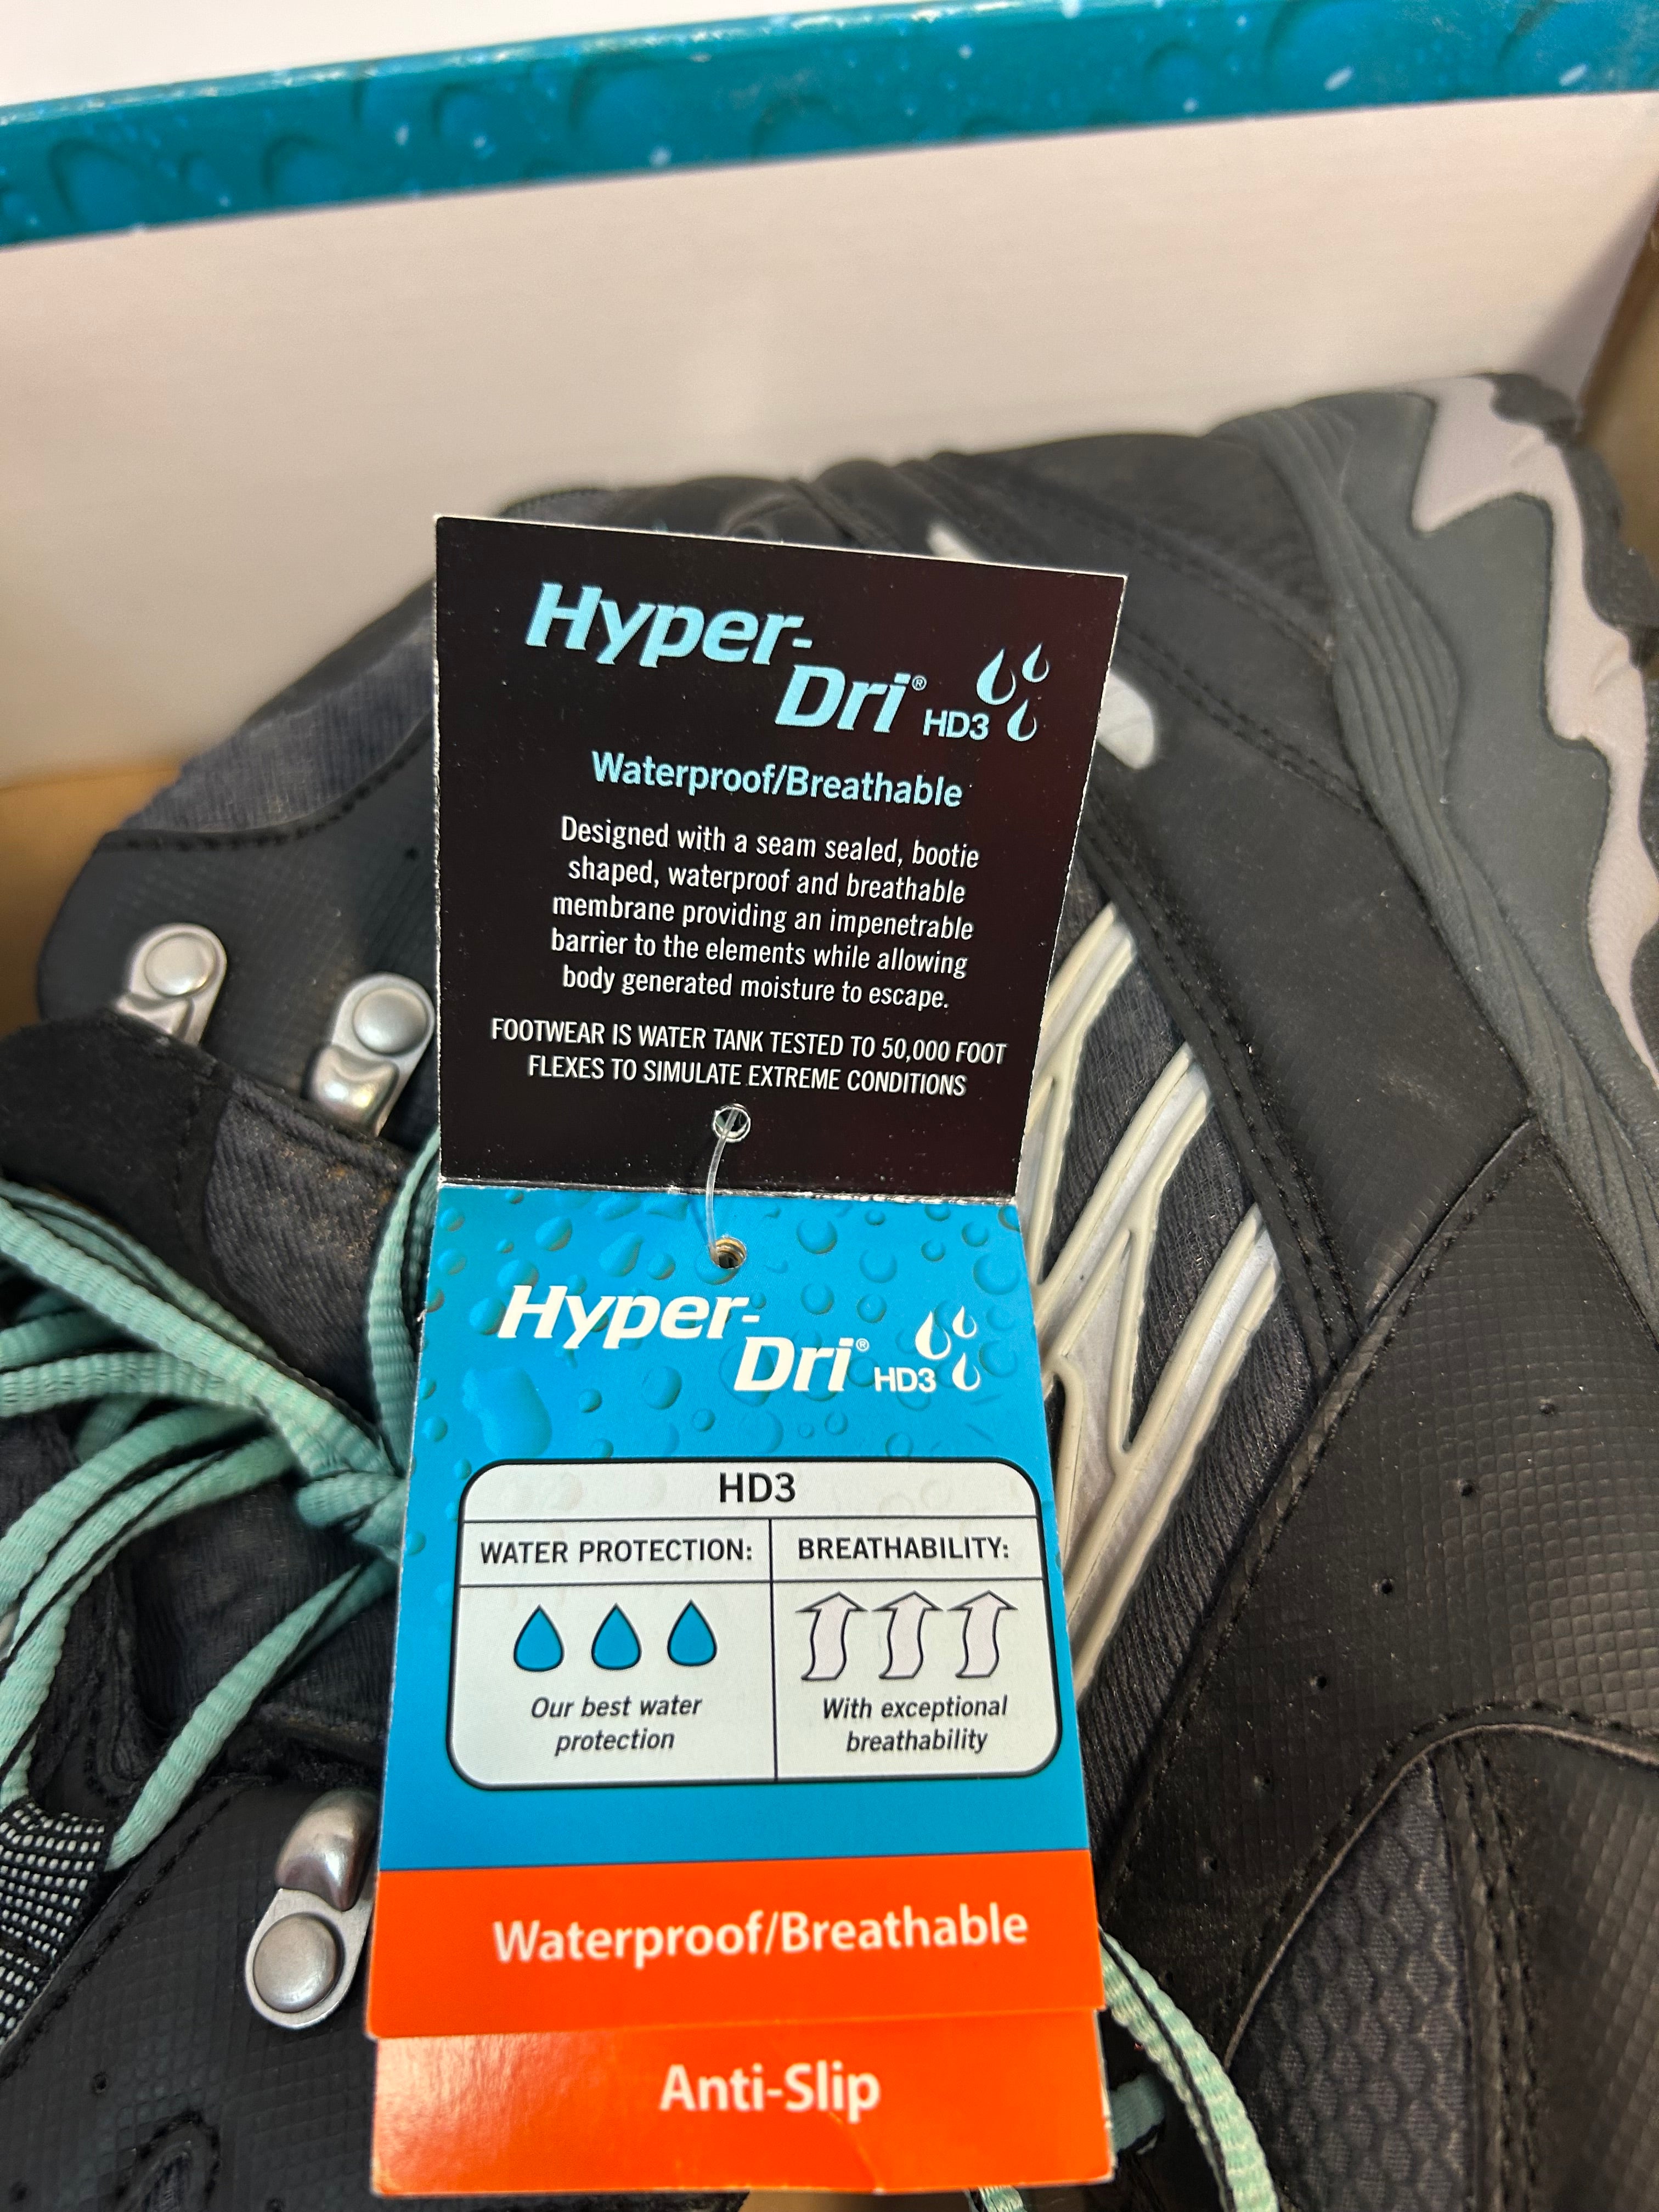 Hyper-
Dri® HD3
Waterproof/Breathable
Designed with a seam sealed, bootie
shaped, waterproof and breathable
membrane providing an impenetrable
barrier to the elements while allowing
body generated moisture to escape.
FOOTWEAR IS WATER TANK TESTED TO 50,000 FOOT
FLEXES TO SIMULATE EXTREME CONDITIONS
Hyper-
Dri® HD3
HD3
WATER PROTECTION:
BREATHABILITY:
Our best water
protection
With exceptional
breathability
Waterproof/Breathable
Anti-Slip